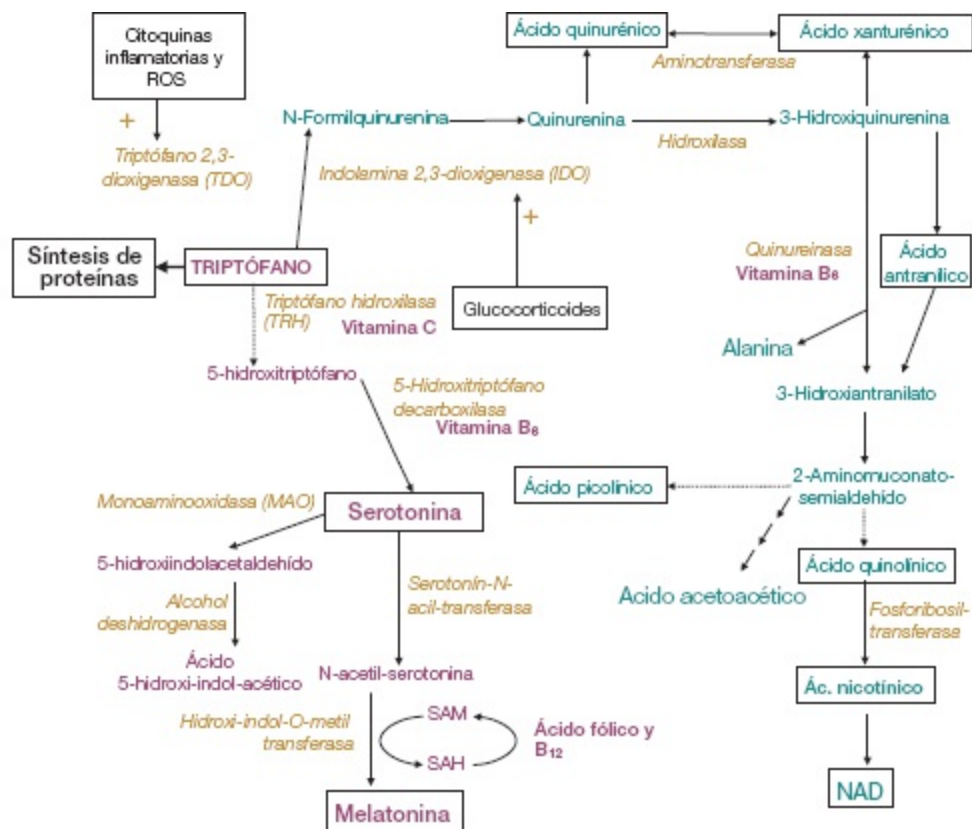 Citoquinas
inflamatorias y
ROS
+
Triptófano 2,3-
dioxigenasa (TDO)
Ácido quinurénico
Ácido xanturénico
Aminotransferasa
N-Formilquinurenina
Quinurenina
3-Hidroxiquinurenina
Hidroxilasa
Indolamina 2,3-dioxigenasa (IDO)
+
Síntesis de
proteínas
TRIPTÓFANO
Quinureinasa
Vitamina B6
Ácido
antranílico
Triptófano hidroxilasa
(TRH)
Vitamina C
Glucocorticoides
Alanina
5-hidroxitriptófano
5-Hidroxitriptófano
decarboxilasa
Vitamina B6
3-Hidroxiantranilato
2-Aminomuconato-
semialdehído
Ácido picolínico
Monoaminooxidasa (MAO)
Serotonina
5-hidroxiindolacetaldehído
Ácido quinolínico
Ácido acetoacético
Alcohol
deshidrogenasa
Serotonín-N-
acil-transferasa
Fosforibosil-
transferasa
Ácido
5-hidroxi-indol-acético
N-acetil-serotonina
Ác. nicotínico
Hidroxi-indol-O-metil
transferasa
SAM
SAH
Ácido fólico y
B12
NAD
Melatonina